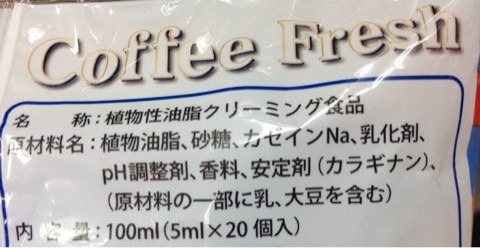 Coffee Fresh
名 称:植物性油脂クリーミング食品
原材料名:植物油脂、砂糖、カゼインNa、乳化剤、
pH調整剤、香料、安定剤(カラギナン)、
(原材料の一部に乳、大豆を含む)
内 容 量:100ml(5ml×20個入)